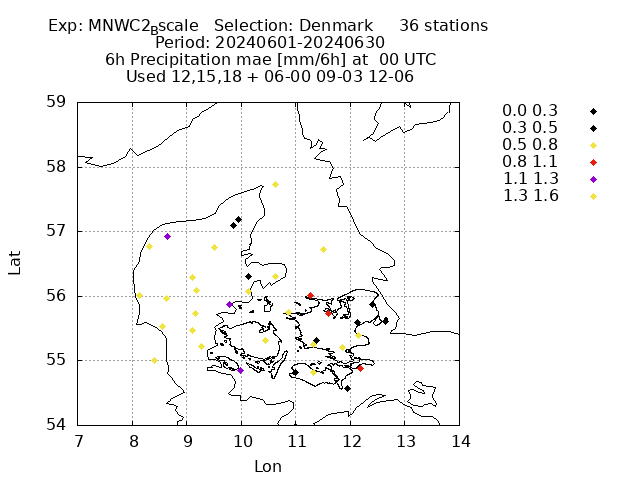 Exp: MNWC2_Bscale Selection: Denmark 36 stations
Period: 20240601-20240630
6h Precipitation mae [mm/6h] at 00 UTC
Used 12,15,18 + 06-00 09-03 12-06
0.0 0.3
0.3 0.5
0.5 0.8
0.8 1.1
1.1 1.3
1.3 1.6
59
58
57
56
55
54
Lat
7 8 9 10 11 12 13 14
Lon